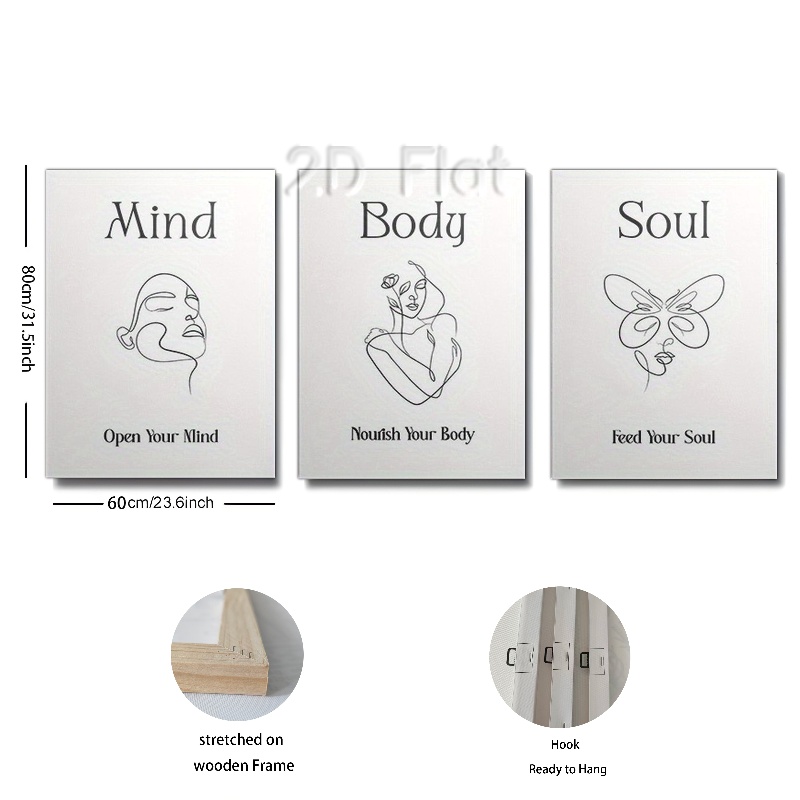 2D Flat
Mind
Body
Soul
80cm/31.5inch
Open Your Mind
Nourish Your Body
Feed Your Soul
60cm/23.6inch
stretched on
wooden Frame
Hook
Ready to Hang